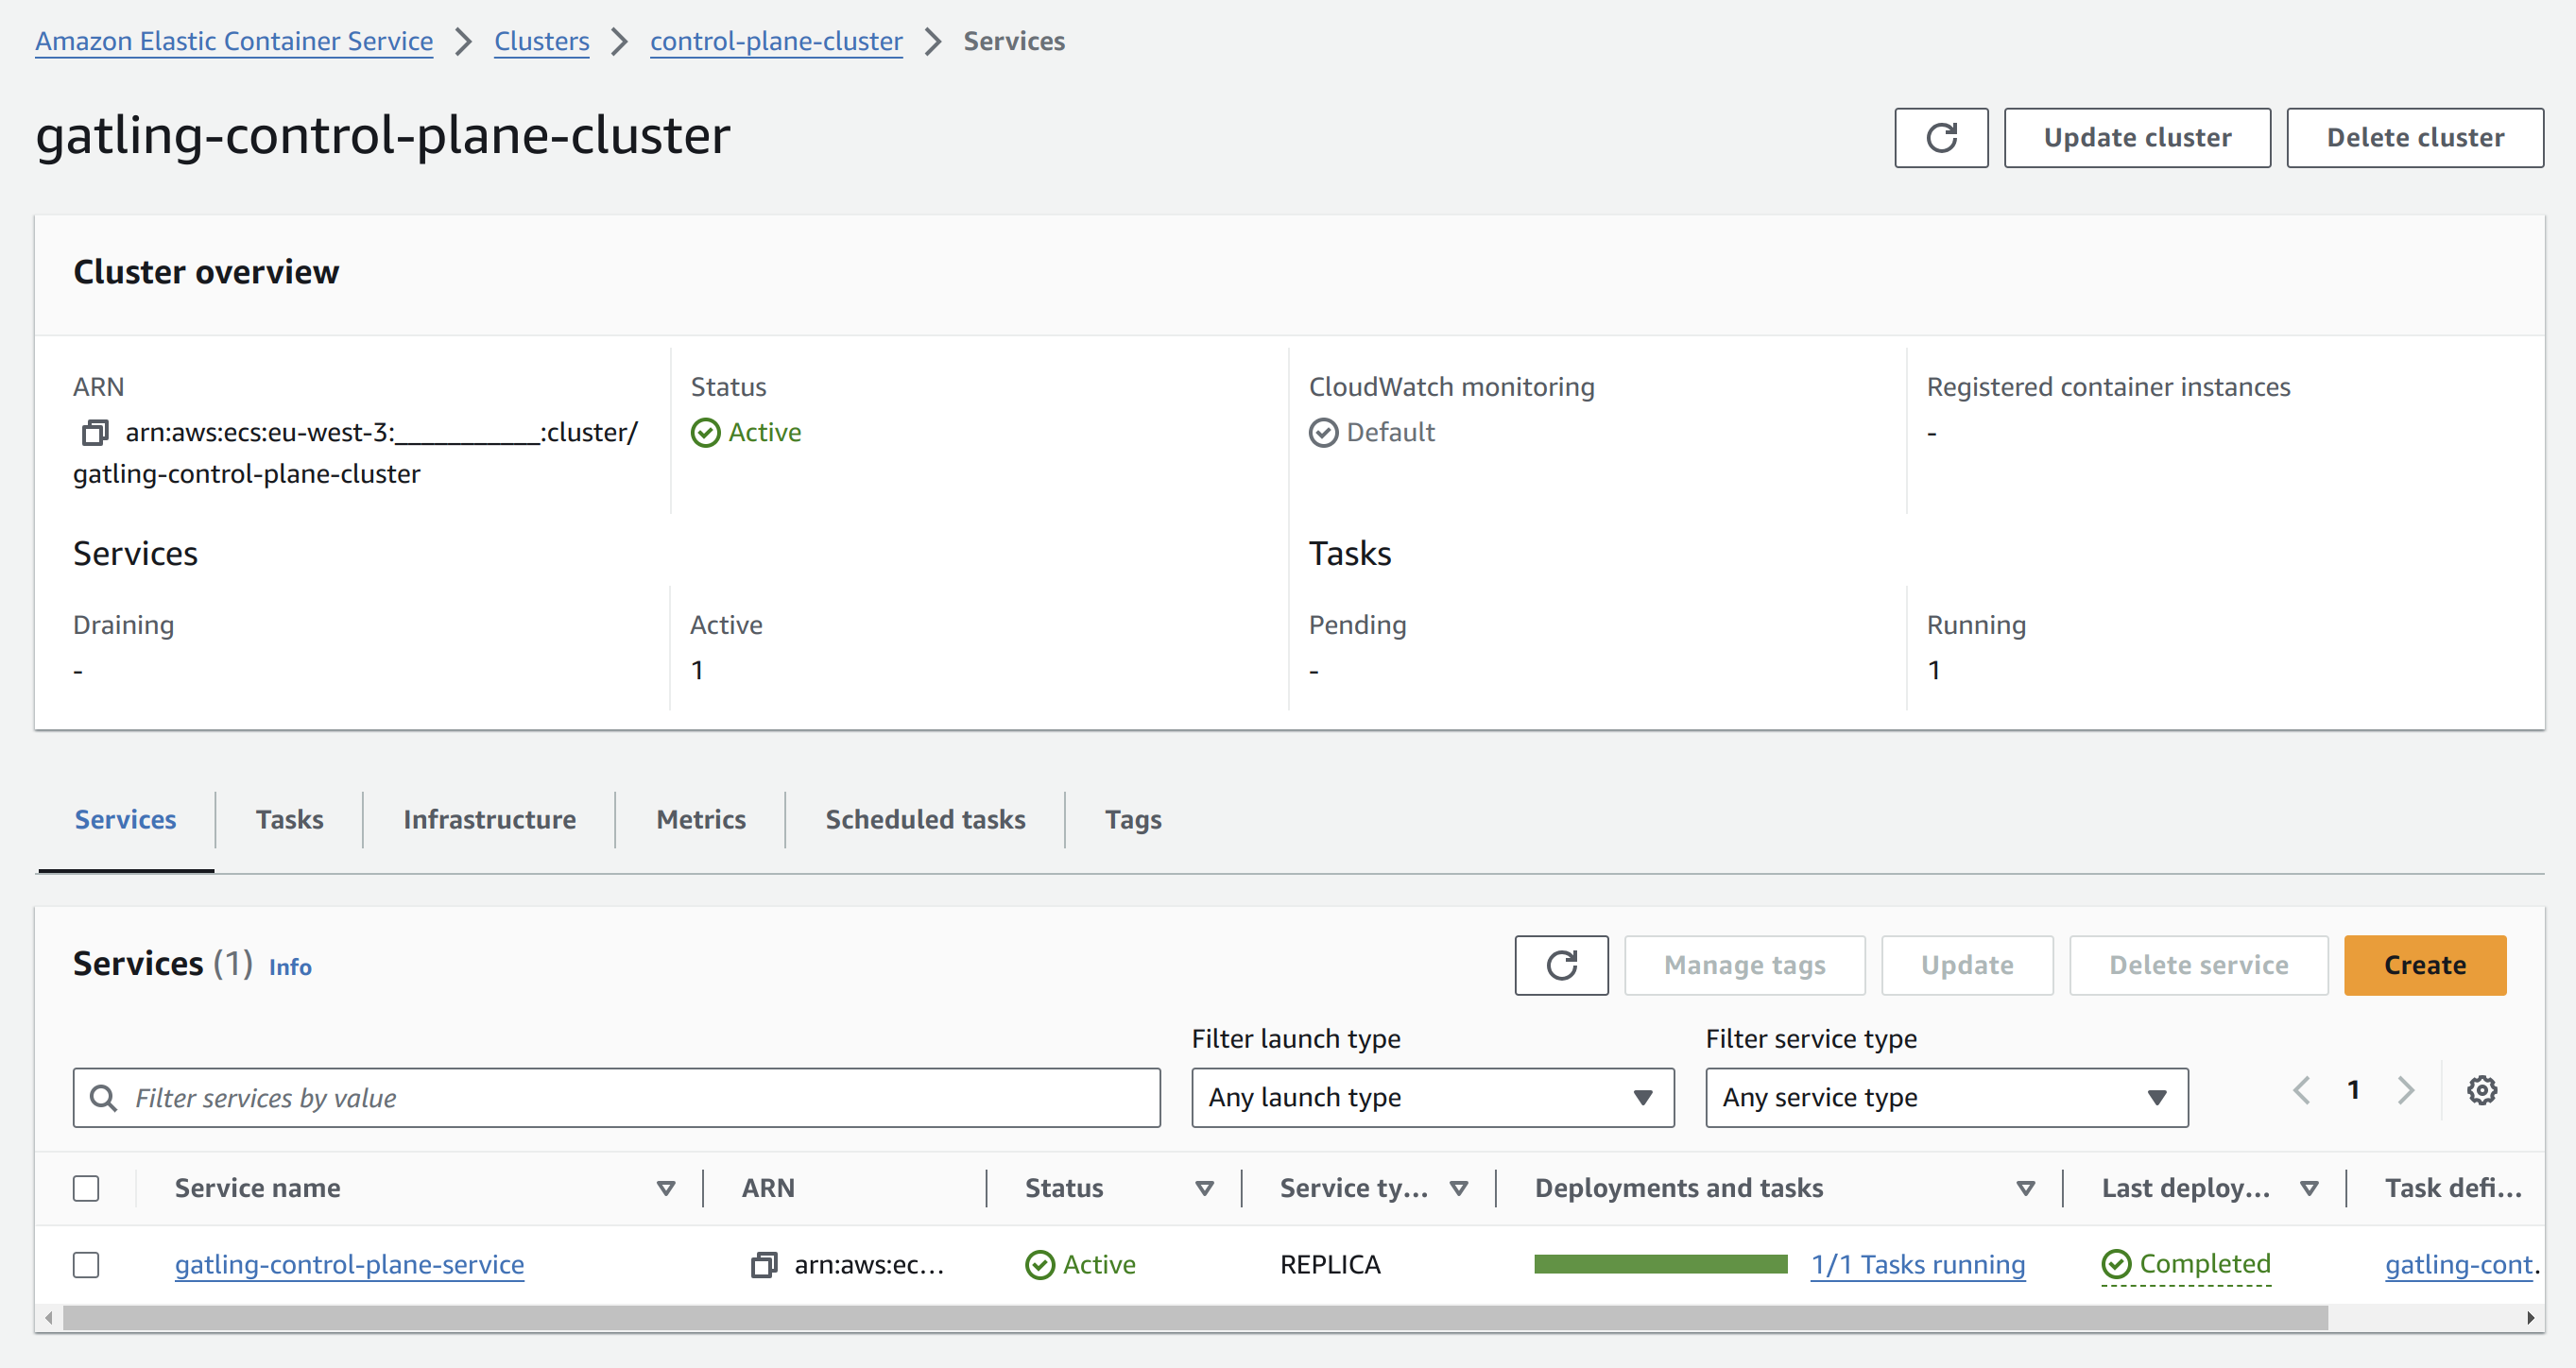 Amazon Elastic Container Service > Clusters > control-plane-cluster > Services
gatling-control-plane-cluster
Update cluster
Delete cluster
Cluster overview
ARN
arn:aws:ecs:eu-west-3:___________:cluster/
gatling-control-plane-cluster
Status
Active
CloudWatch monitoring
Default
Registered container instances
-
Services
Tasks
Draining
-
Active
1
Pending
-
Running
1
Services Tasks Infrastructure Metrics Scheduled tasks Tags
Services (1) Info
Manage tags
Update
Delete service
Create
Filter launch type
Filter service type
Filter services by value
Any launch type
Any service type
1
Service name ARN Status Service ty... Deployments and tasks Last deploy... Task defi...
gatling-control-plane-service arn:aws:ec... Active REPLICA 1/1 Tasks running Completed gatling-cont.